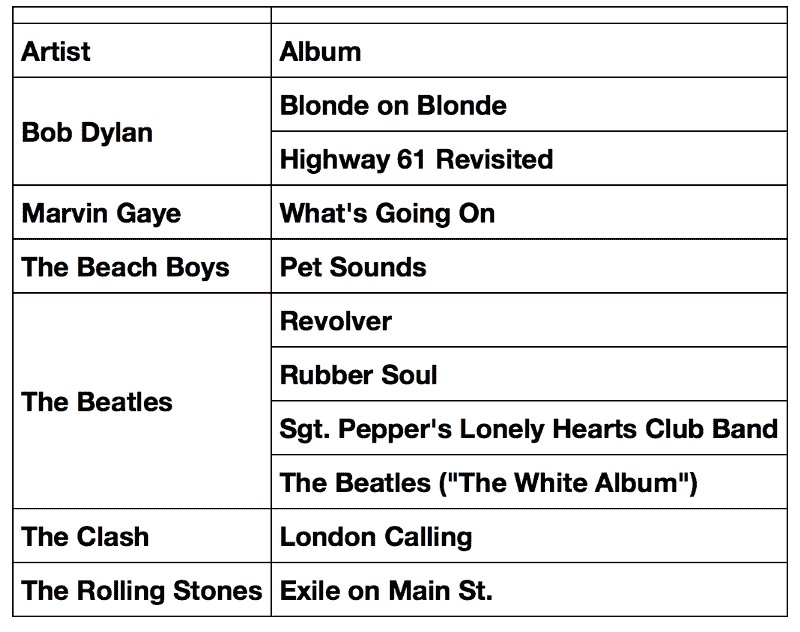 Artist Album
Bob Dylan Blonde on Blonde
Highway 61 Revisited
Marvin Gaye What's Going On
The Beach Boys Pet Sounds
The Beatles Revolver
Rubber Soul
Sgt. Pepper's Lonely Hearts Club Band
The Beatles ("The White Album")
The Clash London Calling
The Rolling Stones Exile on Main St.